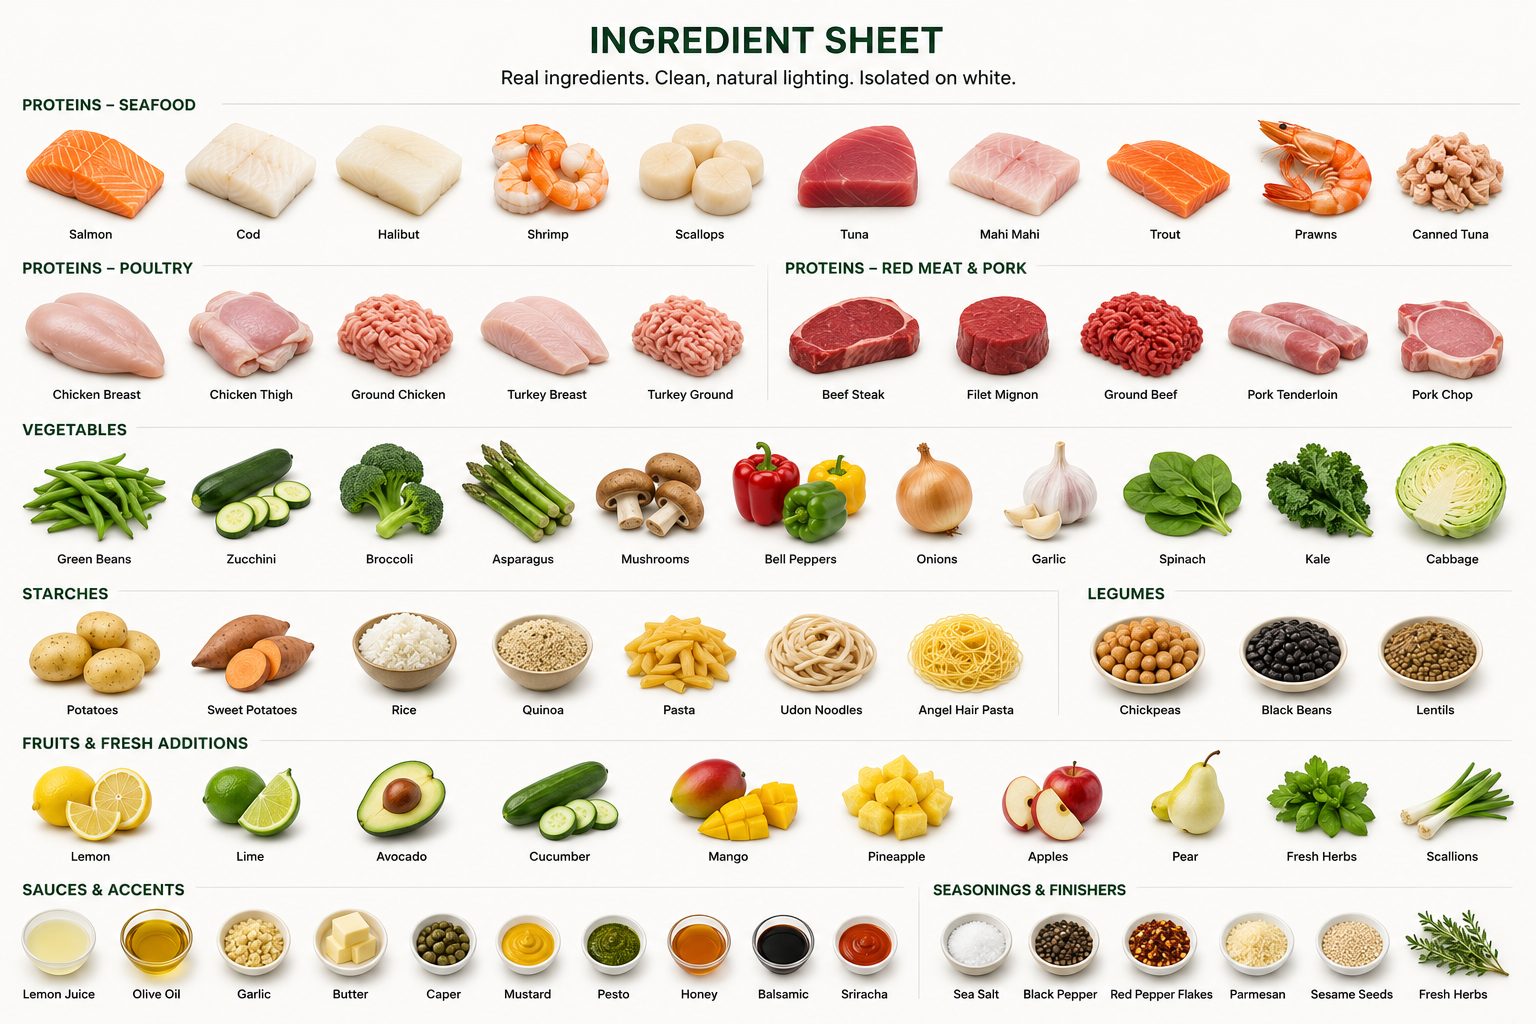 INGREDIENT SHEET
Real ingredients. Clean, natural lighting. Isolated on white.
PROTEINS – SEAFOOD
Salmon
Cod
Halibut
Shrimp
Scallops
Tuna
Mahi Mahi
Trout
Prawns
Canned Tuna
PROTEINS – POULTRY
Chicken Breast
Chicken Thigh
Ground Chicken
Turkey Breast
Turkey Ground
PROTEINS – RED MEAT & PORK
Beef Steak
Filet Mignon
Ground Beef
Pork Tenderloin
Pork Chop
VEGETABLES
Green Beans
Zucchini
Broccoli
Asparagus
Mushrooms
Bell Peppers
Onions
Garlic
Spinach
Kale
Cabbage
STARCHES
Potatoes
Sweet Potatoes
Rice
Quinoa
Pasta
Udon Noodles
Angel Hair Pasta
LEGUMES
Chickpeas
Black Beans
Lentils
FRUITS & FRESH ADDITIONS
Lemon
Lime
Avocado
Cucumber
Mango
Pineapple
Apples
Pear
Fresh Herbs
Scallions
SAUCES & ACCENTS
Lemon Juice
Olive Oil
Garlic
Butter
Caper
Mustard
Pesto
Honey
Balsamic
Sriracha
SEASONINGS & FINISHERS
Sea Salt
Black Pepper
Red Pepper Flakes
Parmesan
Sesame Seeds
Fresh Herbs